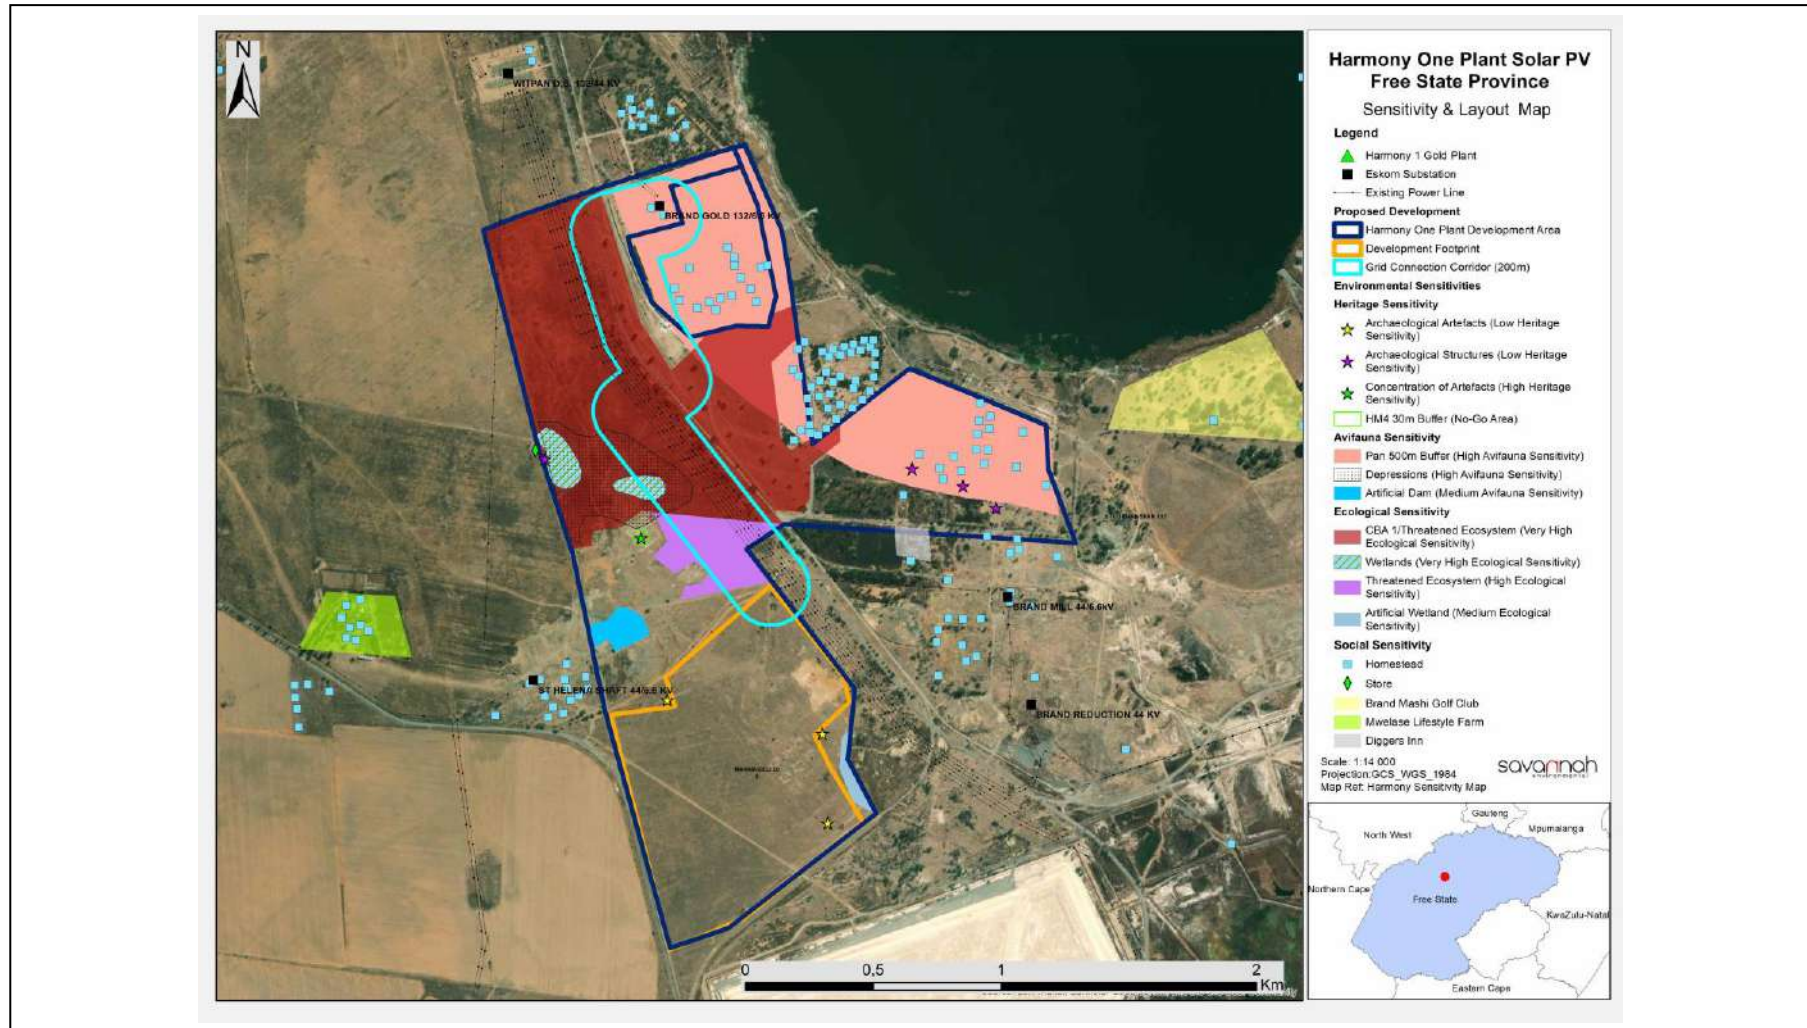 N
WITPAN D.S. 132/44 KV
BRAND GOLD 132/6.6 KV
BRAND MILL 44/6.6kV
ST HELENA SHAFT 44/6.6 KV
BRAND REDUCTION 44 KV
0
0,5
1
2
Km
Harmony One Plant Solar PV
Free State Province
Sensitivity & Layout Map
Legend
Harmony 1 Gold Plant
Eskom Substation
Existing Power Line
Proposed Development
Harmony One Plant Development Area
Development Footprint
Grid Connection Corridor (200m)
Environmental Sensitivities
Heritage Sensitivity
Archaeological Artefacts (Low Heritage
Sensitivity)
Archaeological Structures (Low Heritage
Sensitivity)
Concentration of Artefacts (High Heritage
Sensitivity)
HM4 30m Buffer (No-Go Area)
Avifauna Sensitivity
Pan 500m Buffer (High Avifauna Sensitivity)
Depressions (High Avifauna Sensitivity)
Artificial Dam (Medium Avifauna Sensitivity)
Ecological Sensitivity
CBA 1/Threatened Ecosystem (Very High
Ecological Sensitivity)
Wetlands (Very High Ecological Sensitivity)
Threatened Ecosystem (High Ecological
Sensitivity)
Artificial Wetland (Medium Ecological
Sensitivity)
Social Sensitivity
Homestead
Store
Brand Mashi Golf Club
Mwelase Lifestyle Farm
Diggers Inn
Scale: 1:14 000
Projection:GCS_WGS_1984
Map Ref: Harmony Sensitivity Map
savannah
environmental
Gauteng
North West
Mpumalanga
Northern Cape
Free State
KwaZulu-Natal
Eastern Cape